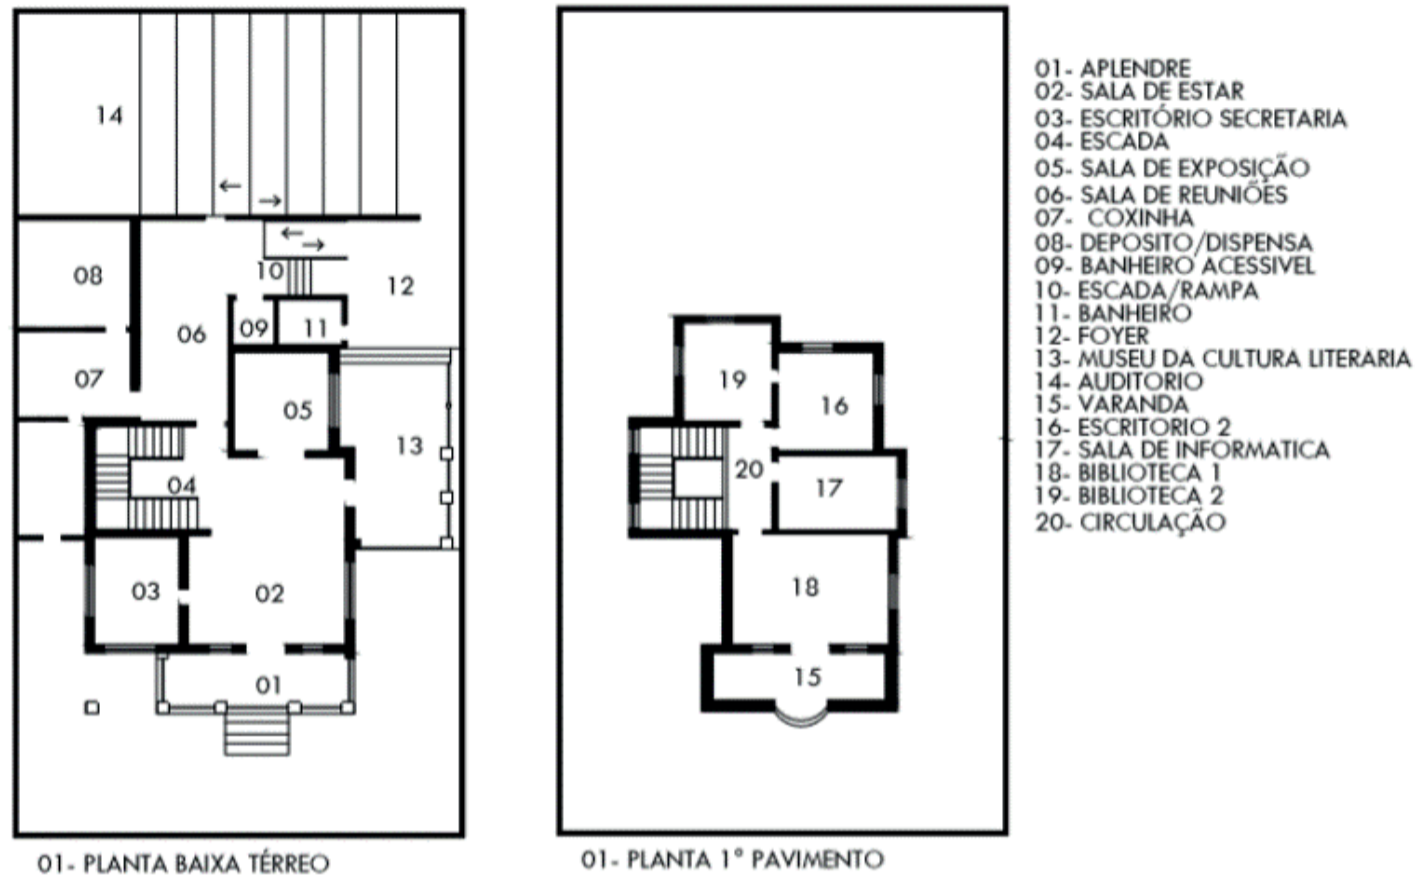 14
08
10
12
06
09
11
07
05
13
04
03
02
01
01- PLANTA BAIXA TÉRREO
19
16
20
17
18
15
01- PLANTA 1° PAVIMENTO
01- APLENDRE
02- SALA DE ESTAR
03- ESCRITÓRIO SECRETARIA
04- ESCADA
05- SALA DE EXPOSIÇÃO
06- SALA DE REUNIÕES
07- COXINHA
08- DEPOSITO/DISPENSA
09- BANHEIRO ACESSIVEL
10- ESCADA/RAMPA
11- BANHEIRO
12- FOYER
13- MUSEU DA CULTURA LITERARIA
14- AUDITORIO
15- VARANDA
16- ESCRITORIO 2
17- SALA DE INFORMATICA
18- BIBLIOTECA 1
19- BIBLIOTECA 2
20- CIRCULAÇÃO